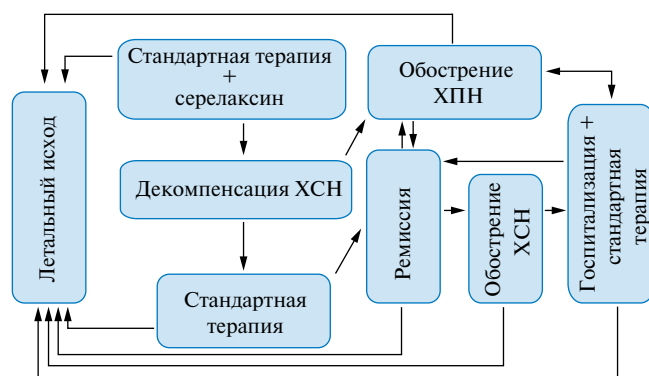 Стандартная терапия
+
серелаксин
Обострение
ХПН
Летальный исход
Декомпенсация ХСН
Ремиссия
Обострение
ХСН
Госпитализация +
стандартная
терапия
Стандартная
терапия